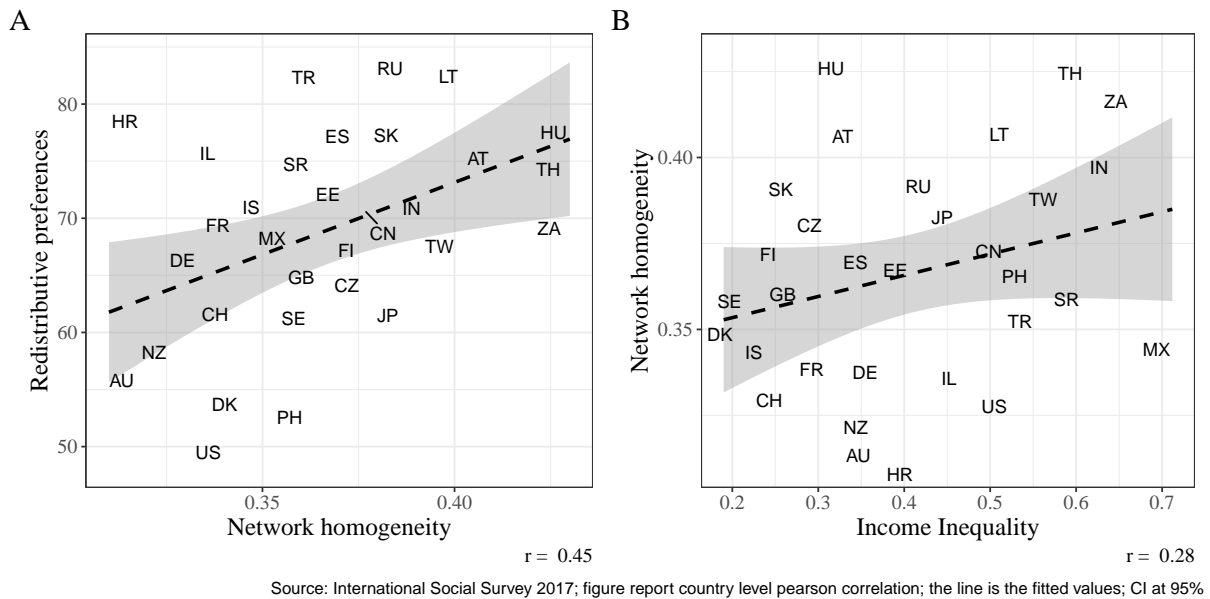 A
B
TR
RU
LT
HR
HU
IL
ES
SK
SR
AT
TH
EE
IS
IN
FR
MX
CN
ZA
FI
TW
DE
GB
CZ
CH
SE
JP
NZ
AU
DK
PH
US
80
70
60
50
Redistributive preferences
0.35
0.40
Network homogeneity
r = 0.45
HU
TH
ZA
AT
LT
IN
SK
RU
TW
CZ
JP
FI
ES
EE
CN
PH
SE
GB
SR
DK
TR
IS
MX
FR
DE
IL
CH
US
NZ
AU
HR
0.40
0.35
Network homogeneity
0.2
0.3
0.4
0.5
0.6
0.7
Income Inequality
r = 0.28
Source: International Social Survey 2017; figure report country level pearson correlation; the line is the fitted values; CI at 95%